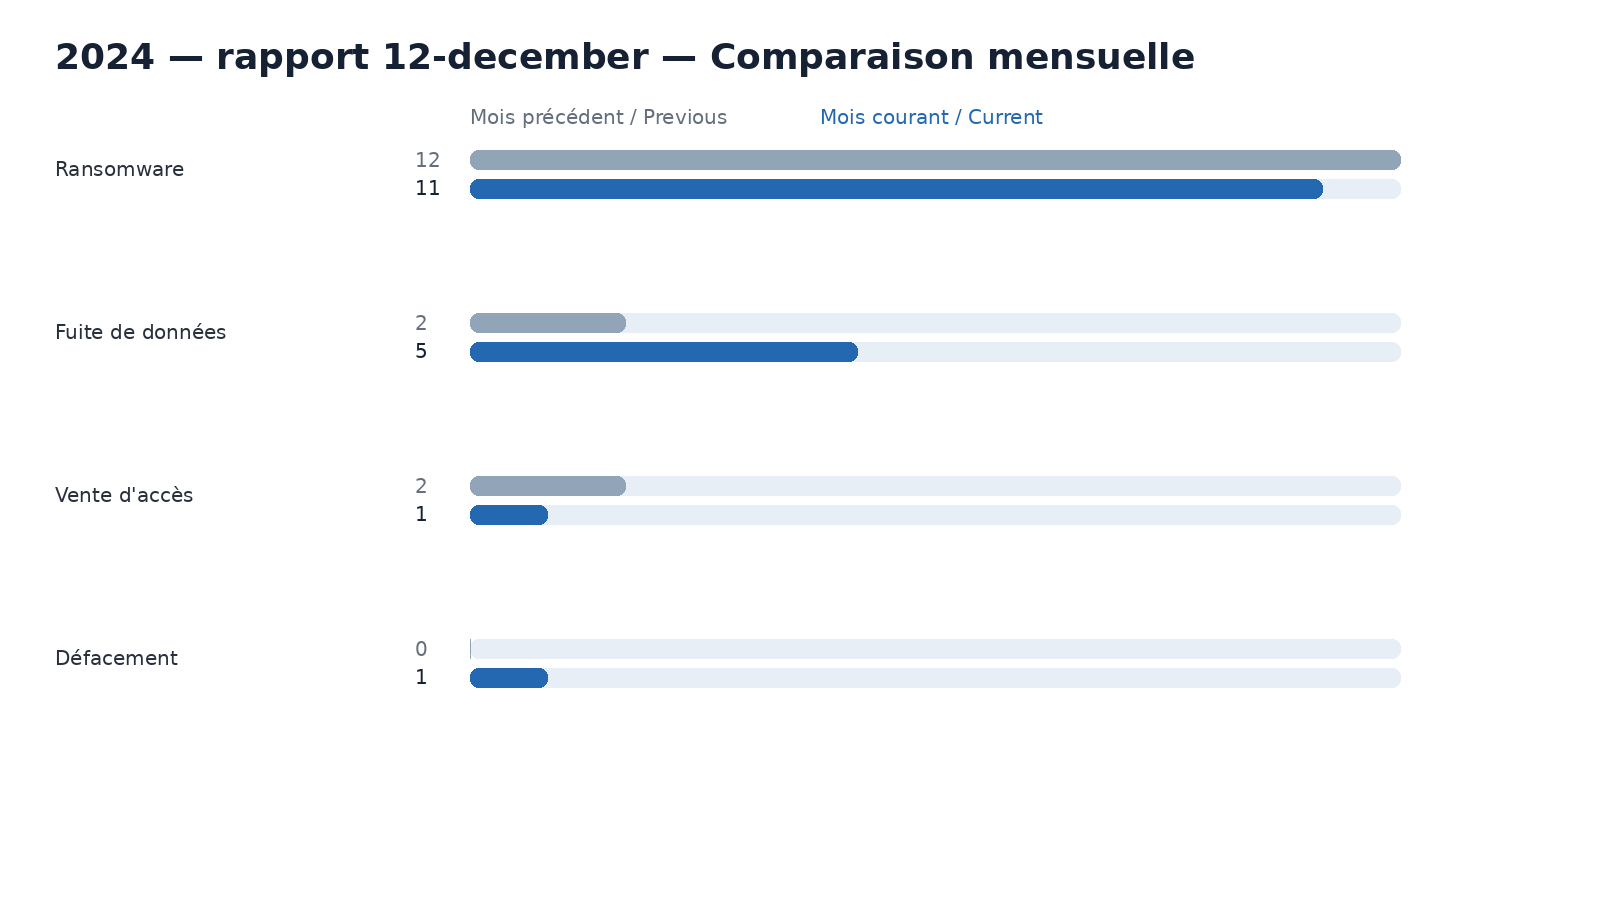 2024 — rapport 12-december — Comparaison mensuelle
Mois précédent / Previous Mois courant / Current
Ransomware
12
11
Fuite de données
2
5
Vente d'accès
2
1
Défacement
0
1